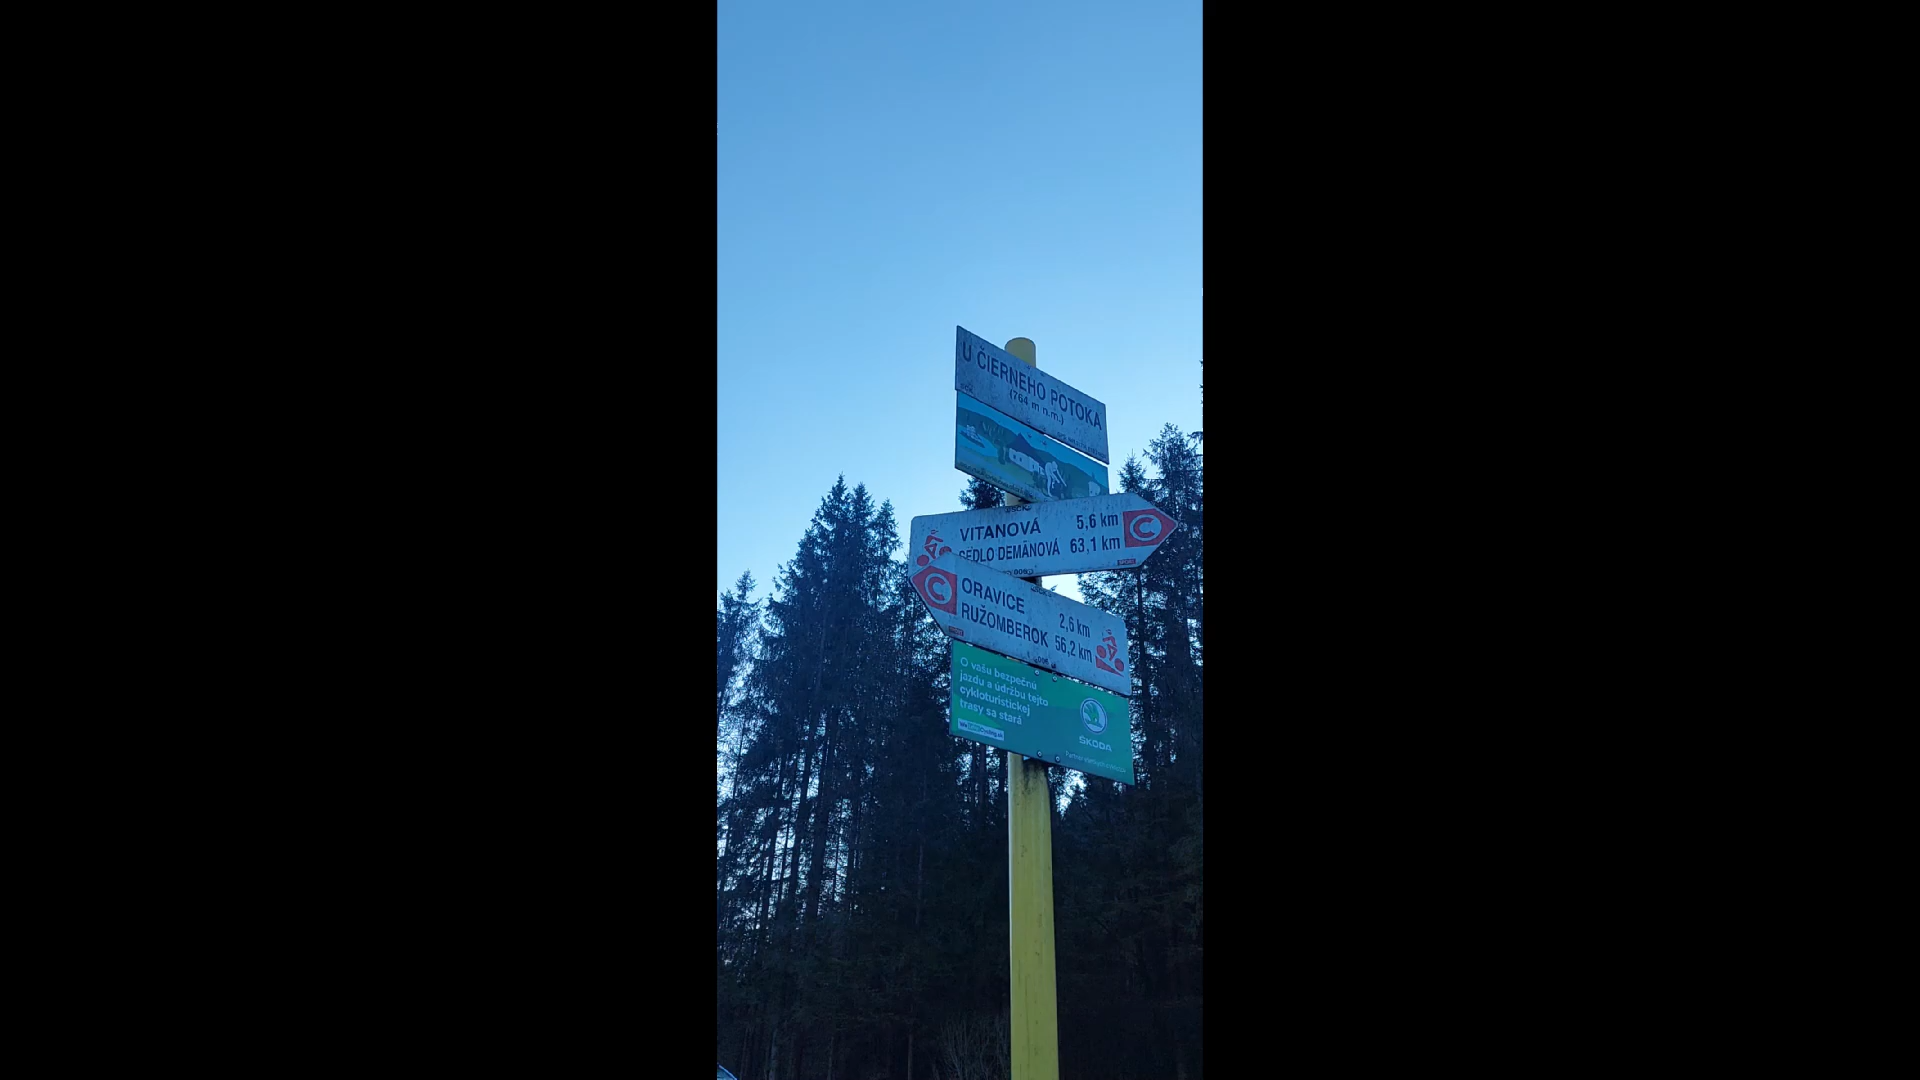 U ČIERNEHO POTOKA
(764 m n.m.)
VITANOVÁ 5,6 km
SEDLO DEMÄNOVÁ 63,1 km
C
C
ORAVICE 2,6 km
RUŽOMBEROK 56,2 km
O vašu bezpečnú
jazdu a údržbu tejto
cykloturistickej
trasy sa stará
ŠKODA